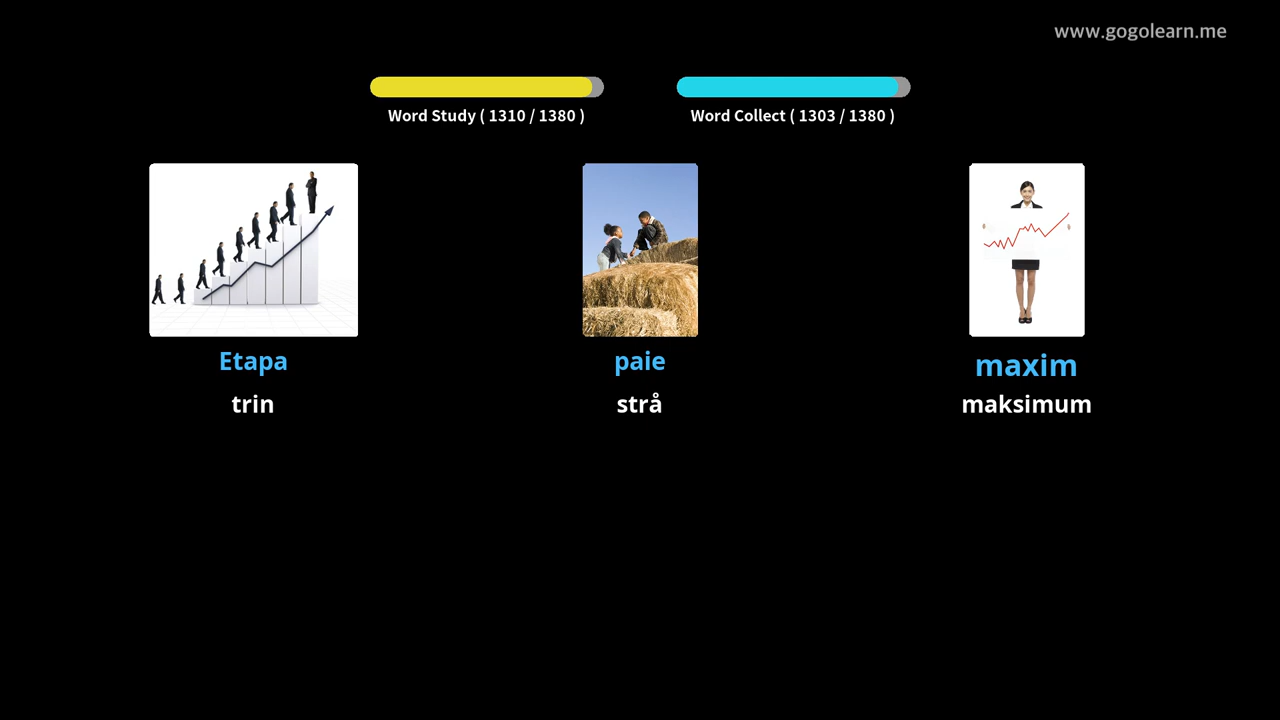 www.gogolearn.me
Word Study ( 1310 / 1380 )
Word Collect ( 1303 / 1380 )
Etapa
paie
maxim
trin
strå
maksimum